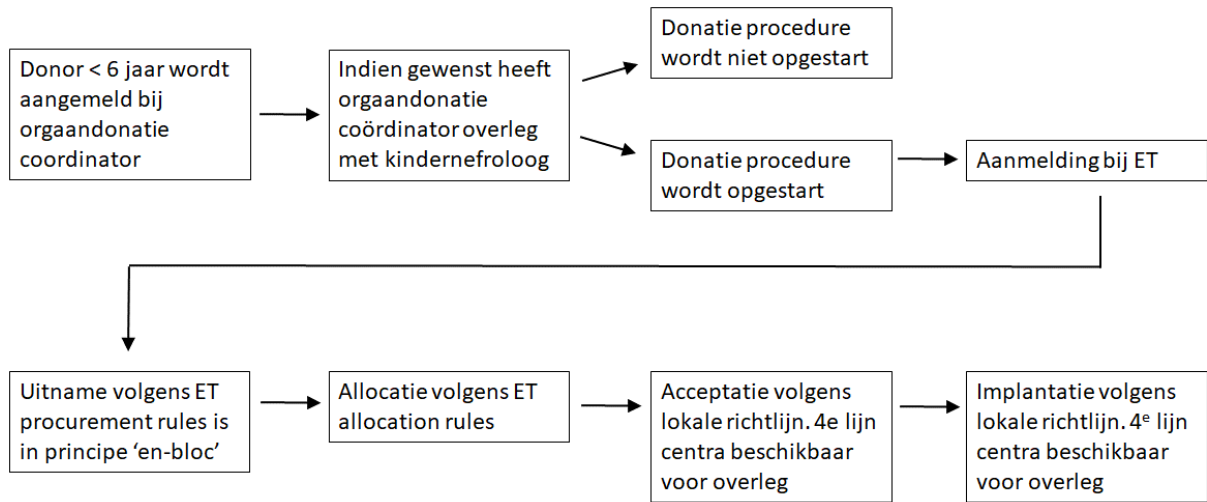 Donor < 6 jaar wordt
aangemeld bij
orgaandonatie
coordinator
Indien gewenst heeft
orgaandonatie
coördinator overleg
met kindernefroloog
Donatie procedure
wordt niet opgestart
Donatie procedure
wordt opgestart
Aanmelding bij ET
Uitname volgens ET
procurement rules is
in principe ‘en-bloc’
Allocatie volgens ET
allocation rules
Acceptatie volgens
lokale richtlijn. 4e lijn
centra beschikbaar
voor overleg
Implantatie volgens
lokale richtlijn. 4ᵉ lijn
centra beschikbaar
voor overleg